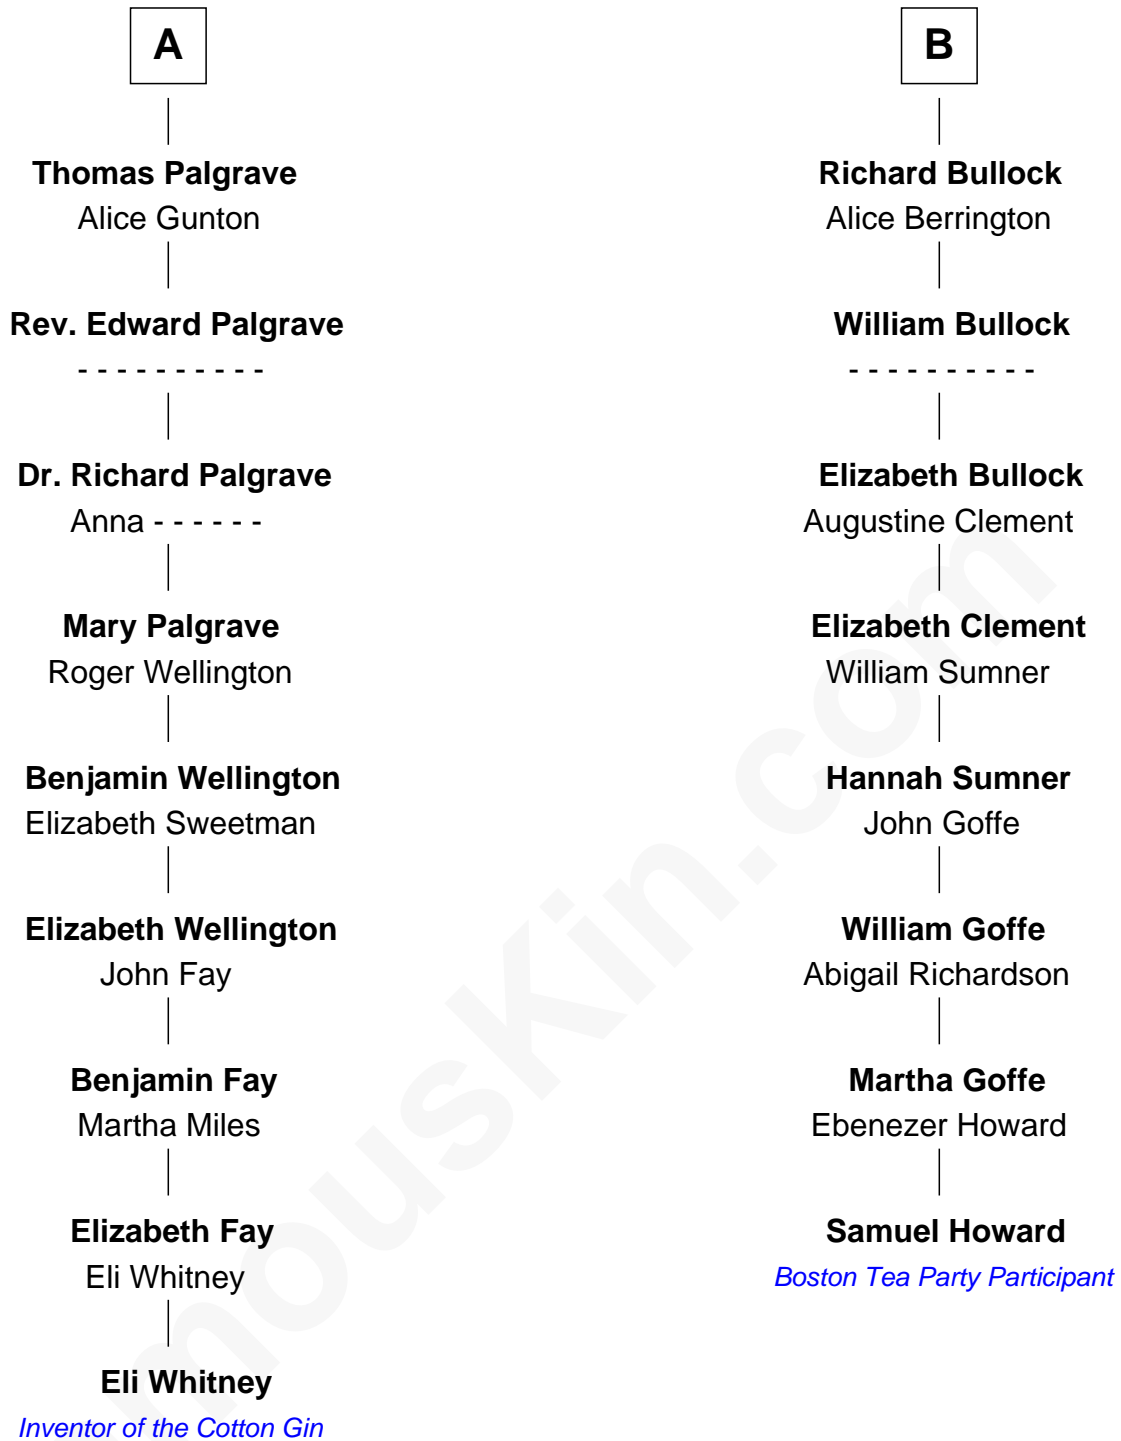 A
Thomas Palgrave
Alice Gunton
Rev. Edward Palgrave
- - - - - - - - - -
Dr. Richard Palgrave
Anna - - - - - -
Mary Palgrave
Roger Wellington
Benjamin Wellington
Elizabeth Sweetman
Elizabeth Wellington
John Fay
Benjamin Fay
Martha Miles
Elizabeth Fay
Eli Whitney
Eli Whitney
Inventor of the Cotton Gin
B
Richard Bullock
Alice Berrington
William Bullock
- - - - - - - - - -
Elizabeth Bullock
Augustine Clement
Elizabeth Clement
William Sumner
Hannah Sumner
John Goffe
William Goffe
Abigail Richardson
Martha Goffe
Ebenezer Howard
Samuel Howard
Boston Tea Party Participant
mouskin.com